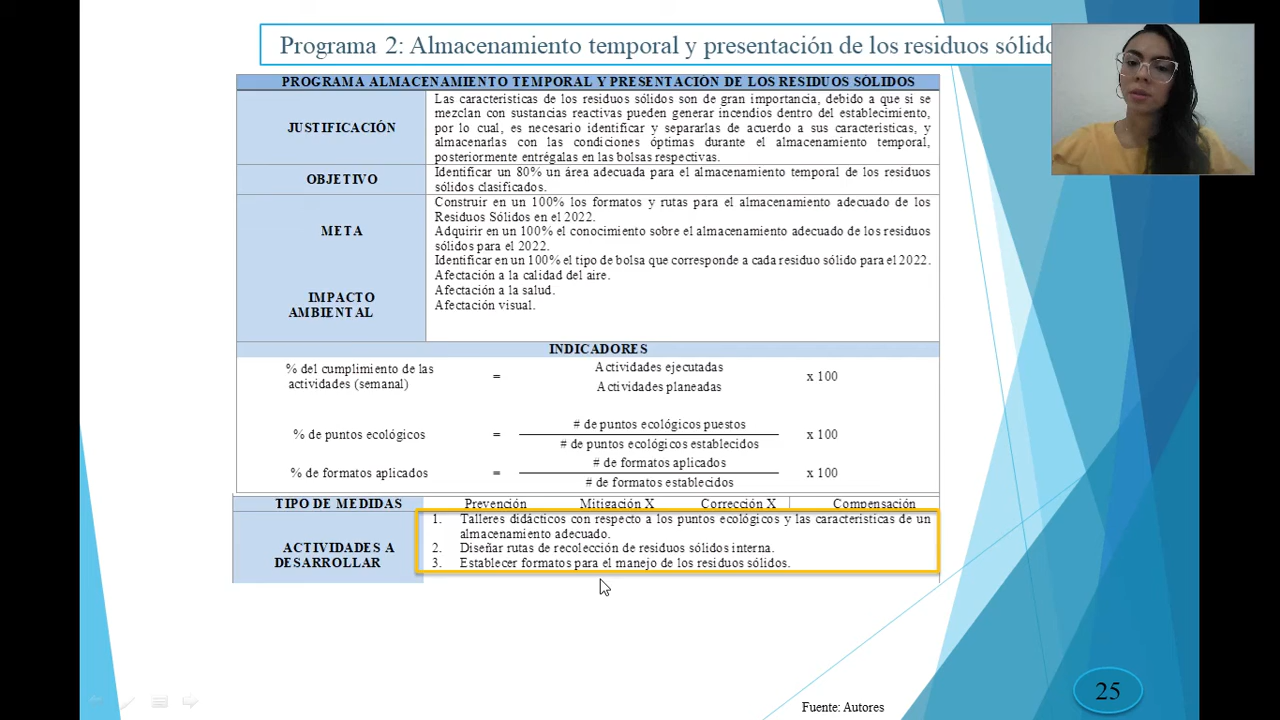 Programa 2: Almacenamiento temporal y presentación de los residuos sólido
PROGRAMA ALMACENAMIENTO TEMPORAL Y PRESENTACIÓN DE LOS RESIDUOS SÓLIDOS
JUSTIFICACIÓN
Las caracteristicas de los residuos sólidos son de gran importancia, debido a que si se
mezclan con sustancias reactivas pueden generar incendios dentro del establecimiento,
por lo cual, es necesario identificar y separarlas de acuerdo a sus caracteristicas, y
almacenarlas con las condiciones óptimas durante el almacenamiento temporal,
posteriormente entrégalas en las bolsas respectivas.
OBJETIVO
Identificar un 80% un área adecuada para el almacenamiento temporal de los residuos
sólidos clasificados.
META
Construir en un 100% los formatos y rutas para el almacenamiento adecuado de los
Residuos Sólidos en el 2022.
Adquirir en un 100% el conocimiento sobre el almacenamiento adecuado de los residuos
sólidos para el 2022.
Identificar en un 100% el tipo de bolsa que corresponde a cada residuo sólido para el 2022.
IMPACTO
AMBIENTAL
Afectación a la calidad del aire.
Afectación a la salud.
Afectación visual.
INDICADORES
% del cumplimiento de las
actividades (semanal)
=
Actividades ejecutadas
Actividades planeadas
x 100
% de puntos ecológicos
=
# de puntos ecológicos puestos
# de puntos ecológicos establecidos
x 100
% de formatos aplicados
=
# de formatos aplicados
# de formatos establecidos
x 100
TIPO DE MEDIDAS Prevención Mitigación X Corrección X Compensación
ACTIVIDADES A
DESARROLLAR
1. Talleres didácticos con respecto a los puntos ecológicos y las características de un
almacenamiento adecuado.
2. Diseñar rutas de recolección de residuos sólidos interna.
3. Establecer formatos para el manejo de los residuos sólidos.
25
Fuente: Autores